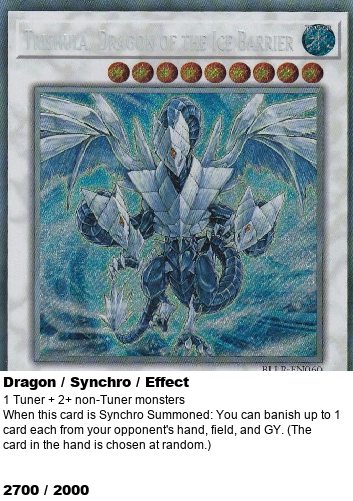 Trishula, Dragon of the Ice Barrier
BLLR-EN060
Dragon / Synchro / Effect
1 Tuner + 2+ non-Tuner monsters
When this card is Synchro Summoned: You can banish up to 1
card each from your opponent's hand, field, and GY. (The
card in the hand is chosen at random.)
2700 / 2000